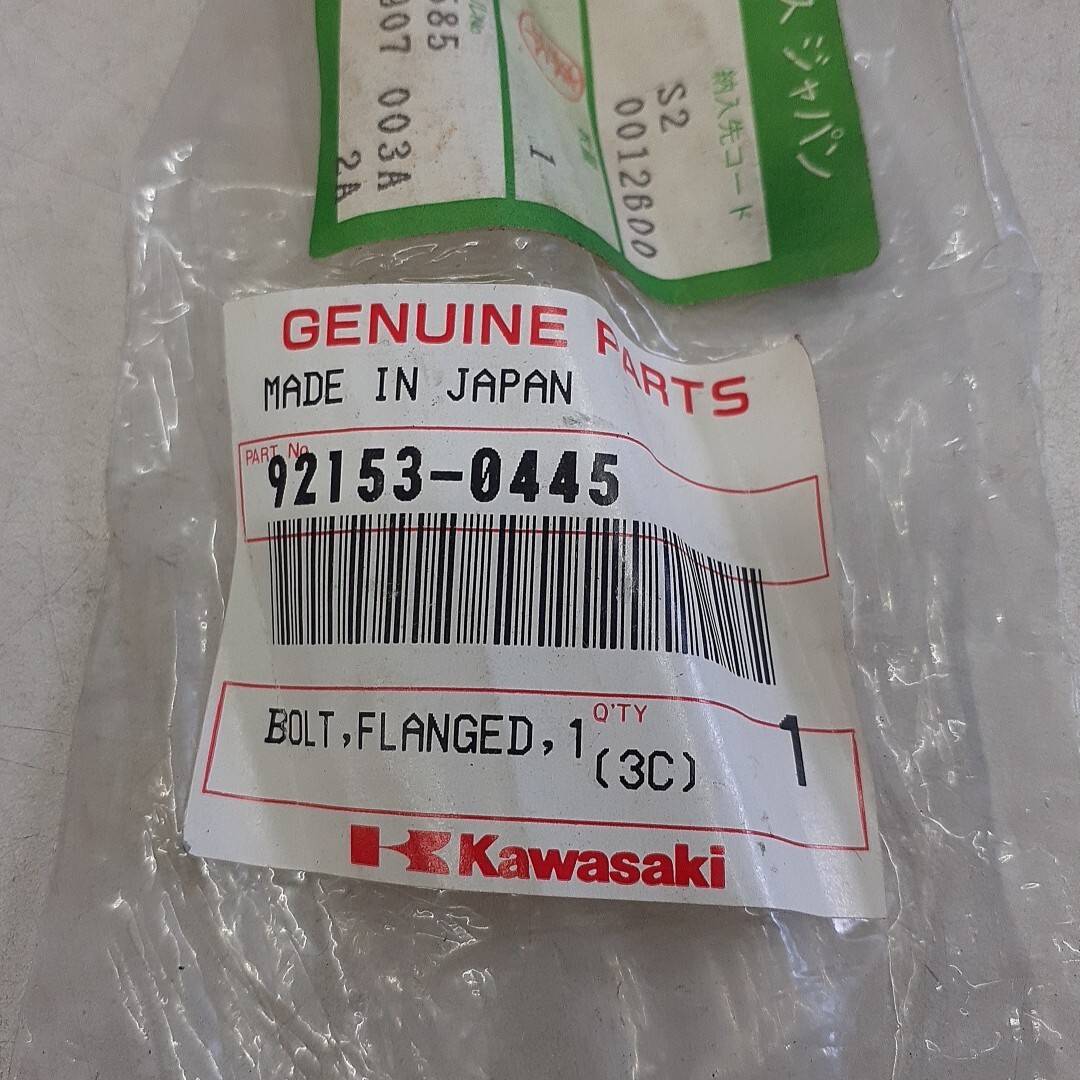 ス ジャパン
納入先コード
S2
0012B00
1
585
907 003A
2A
GENUINE PARTS
MADE IN JAPAN
PART No.
92153-0445
BOLT,FLANGED,1
Q'TY
(3C)
1
Kawasaki